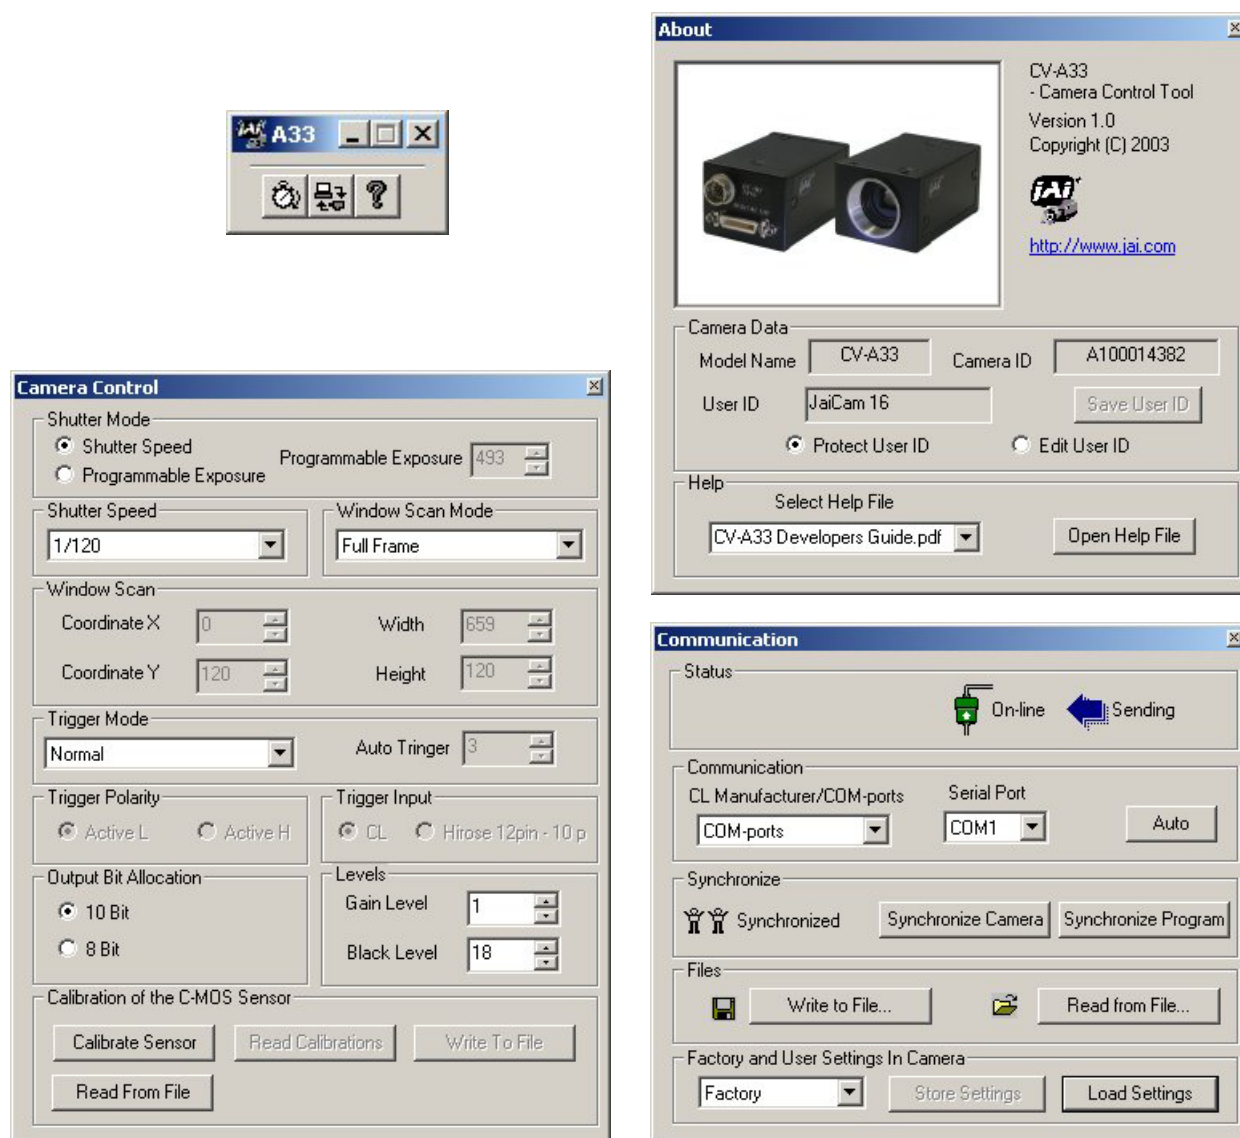 A33
About
CV-A33
- Camera Control Tool
Version 1.0
Copyright (C) 2003
JAi
http://www.jai.com
Camera Data
Model Name CV-A33 Camera ID A100014382
User ID JaiCam 16 Save User ID
Protect User ID Edit User ID
Help
Select Help File
CV-A33 Developers Guide.pdf Open Help File
Camera Control
Shutter Mode
Shutter Speed
Programmable Exposure
Programmable Exposure 493
Shutter Speed
1/120
Window Scan Mode
Full Frame
Window Scan
Coordinate X 0 Width 659
Coordinate Y 120 Height 120
Trigger Mode
Normal Auto Tringer 3
Trigger Polarity
Active L Active H
Trigger Input
CL Hirose 12pin - 10 p
Output Bit Allocation
10 Bit
8 Bit
Levels
Gain Level 1
Black Level 18
Calibration of the C-MOS Sensor
Calibrate Sensor Read Calibrations Write To File
Read From File
Communication
Status
On-line Sending
Communication
CL Manufacturer/COM-ports Serial Port
COM-ports COM1 Auto
Synchronize
Synchronized Synchronize Camera Synchronize Program
Files
Write to File... Read from File...
Factory and User Settings In Camera
Factory Store Settings Load Settings